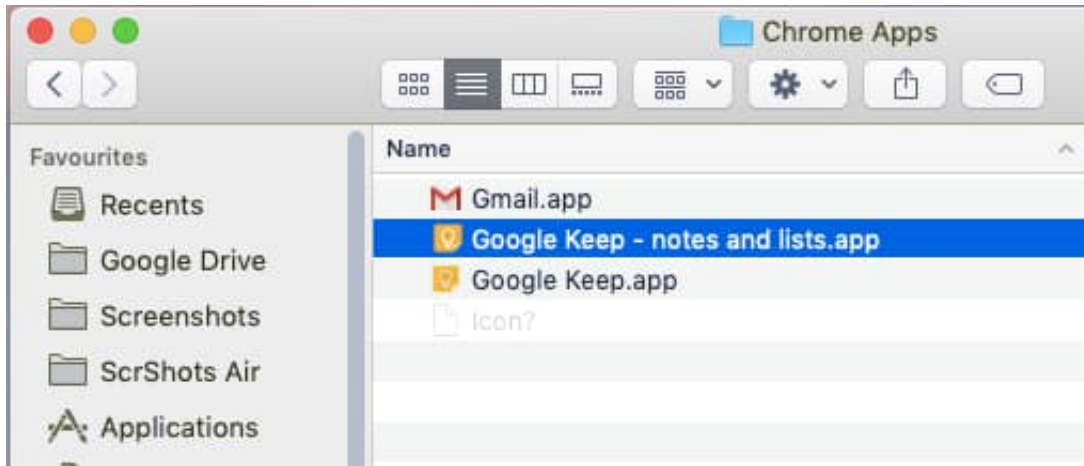 Chrome Apps
Favourites
Recents
Google Drive
Screenshots
ScrShots Air
Applications
Name
Gmail.app
Google Keep - notes and lists.app
Google Keep.app
Icon?